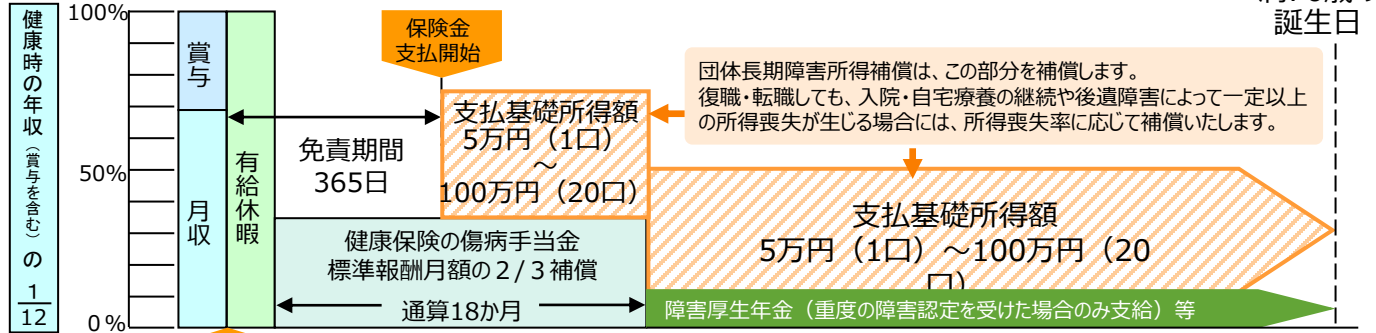 健康時の年収（賞与を含む）の 1/12
100%
50%
0%
賞与
月収
有給休暇
保険金
支払開始
免責期間
365日
支払基礎所得額
5万円（1口）
～
100万円（20口）
団体長期障害所得補償は、この部分を補償します。
復職・転職しても、入院・自宅療養の継続や後遺障害によって一定以上
の所得喪失が生じる場合には、所得喪失率に応じて補償いたします。
誕生日
健康保険の傷病手当金
標準報酬月額の２/３補償
通算18か月
支払基礎所得額
5万円（1口）～100万円（20
口）
障害厚生年金（重度の障害認定を受けた場合のみ支給）等